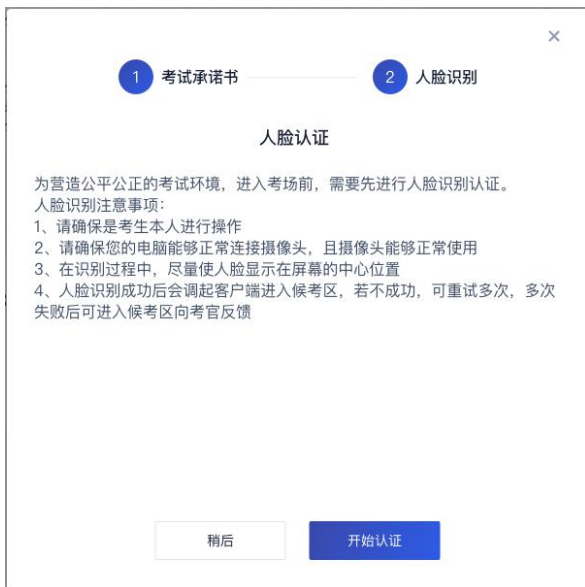 ×
1 考试承诺书 2 人脸识别
人脸认证
为营造公平公正的考试环境，进入考场前，需要先进行人脸识别认证。
人脸识别注意事项：
1、请确保是考生本人进行操作
2、请确保您的电脑能够正常连接摄像头，且摄像头能够正常使用
3、在识别过程中，尽量使人脸显示在屏幕的中心位置
4、人脸识别成功后会调起客户端进入候考区，若不成功，可重试多次，多次
失败后可进入候考区向考官反馈
稍后 开始认证